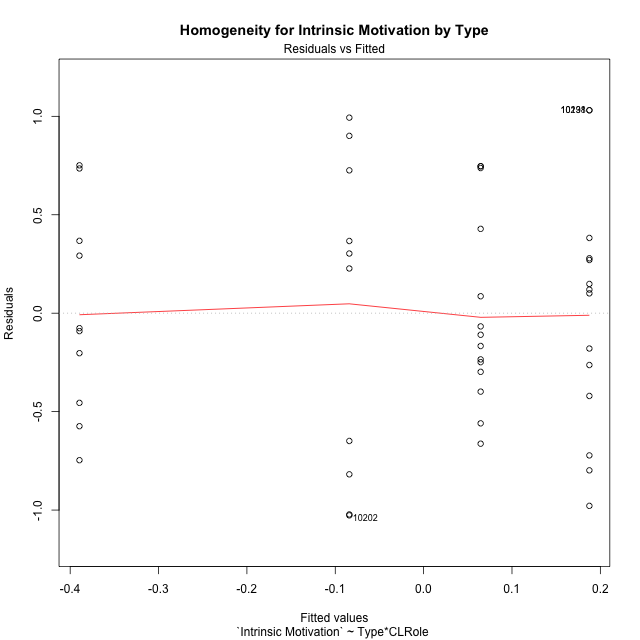 Homogeneity for Intrinsic Motivation by Type
Residuals vs Fitted
1.0
0.5
0.0
-0.5
-1.0
Residuals
10202
-0.4 -0.3 -0.2 -0.1 0.0 0.1 0.2
Fitted values
`Intrinsic Motivation` ~ Type*CLRole